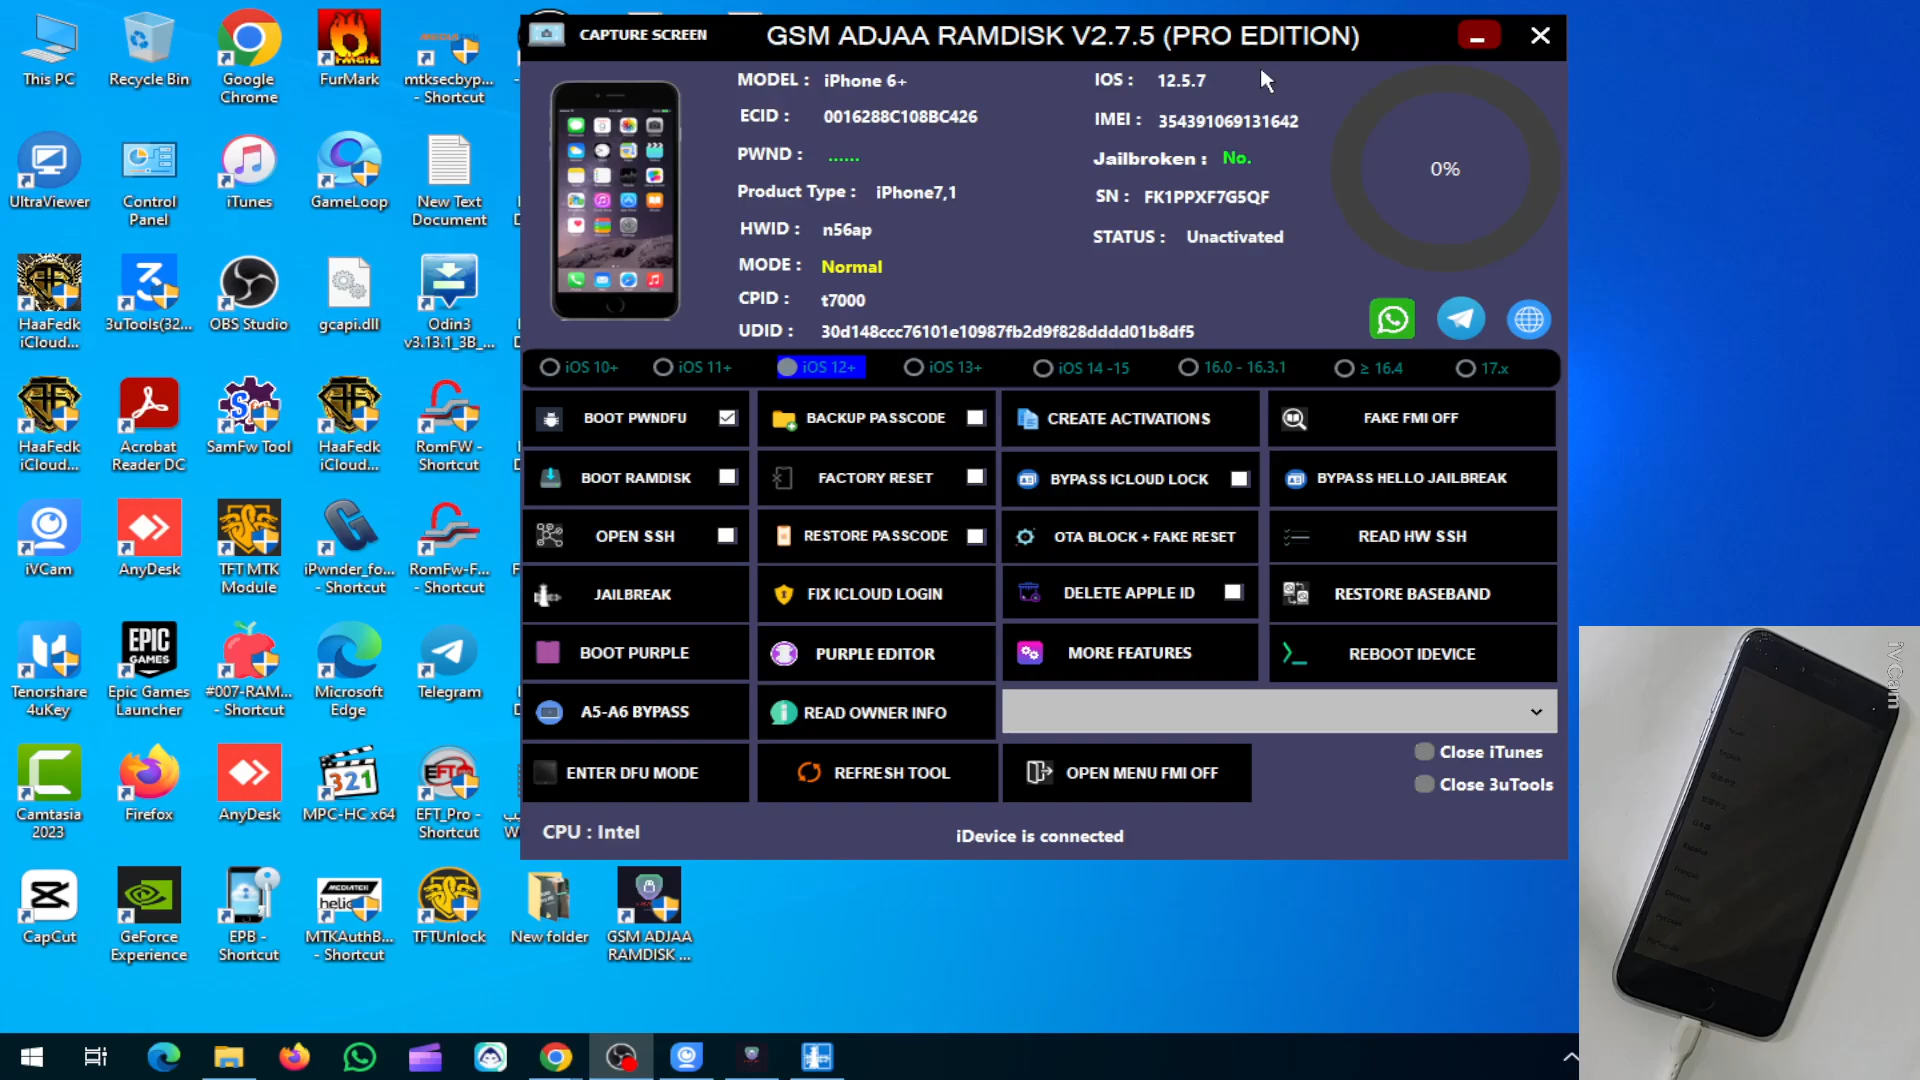 This PC
Recycle Bin
Google
Chrome
FurMark
mtksecbyp...
- Shortcut
UltraViewer
Control
Panel
iTunes
GameLoop
New Text
Document
HaaFedk
iCloud...
3uTools(32...
OBS Studio
gcapi.dll
Odin3
v3.13.1_3B_...
HaaFedk
iCloud...
Acrobat
Reader DC
SamFw Tool
HaaFedk
iCloud...
RomFW -
Shortcut
iVCam
AnyDesk
TFT MTK
Module
iPwnder_fo...
- Shortcut
RomFw-F...
- Shortcut
Tenorshare
4uKey
EPIC
GAMES
Epic Games
Launcher
#007-RAM...
- Shortcut
Microsoft
Edge
Telegram
Camtasia
2023
Firefox
AnyDesk
321
MPC-HC x64
EFT
EFT_Pro -
Shortcut
CapCut
GeForce
Experience
EPB -
Shortcut
MEDIATEK
helio
MTKAuthB...
- Shortcut
TFTUnlock
New folder
GSM ADJAA
RAMDISK ...
CAPTURE SCREEN
GSM ADJAA RAMDISK V2.7.5 (PRO EDITION)
MODEL : iPhone 6+
ECID : 0016288C108BC426
PWND : ......
Product Type : iPhone7,1
HWID : n56ap
MODE : Normal
CPID : t7000
UDID : 30d148ccc76101e10987fb2d9f828dddd01b8df5
IOS : 12.5.7
IMEI : 354391069131642
Jailbroken : No.
SN : FK1PPXF7G5QF
STATUS : Unactivated
0%
iOS 10+ iOS 11+ iOS 12+ iOS 13+ iOS 14 -15 16.0 - 16.3.1 ≥ 16.4 17.x
BOOT PWNDFU BACKUP PASSCODE CREATE ACTIVATIONS FAKE FMI OFF
BOOT RAMDISK FACTORY RESET BYPASS ICLOUD LOCK BYPASS HELLO JAILBREAK
OPEN SSH RESTORE PASSCODE OTA BLOCK + FAKE RESET READ HW SSH
JAILBREAK FIX ICLOUD LOGIN DELETE APPLE ID RESTORE BASEBAND
BOOT PURPLE PURPLE EDITOR MORE FEATURES REBOOT IDEVICE
A5-A6 BYPASS READ OWNER INFO
ENTER DFU MODE REFRESH TOOL OPEN MENU FMI OFF
Close iTunes
Close 3uTools
CPU : Intel
iDevice is connected
iVCam